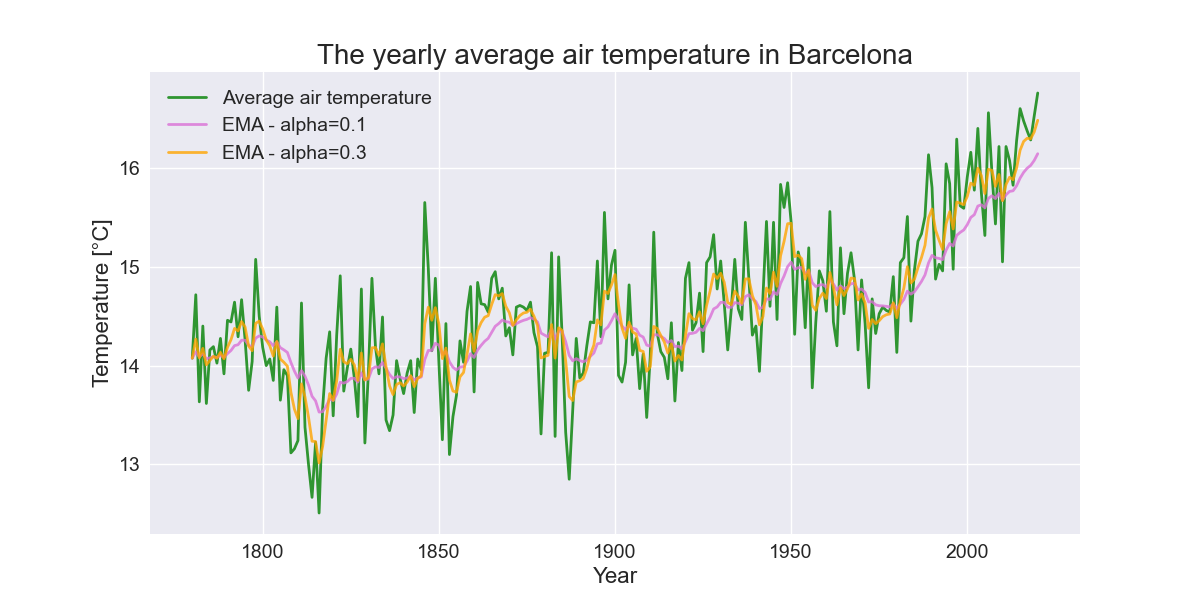 The yearly average air temperature in Barcelona
Average air temperature
EMA - alpha=0.1
EMA - alpha=0.3
Temperature [°C]
16
15
14
13
1800 1850 1900 1950 2000
Year